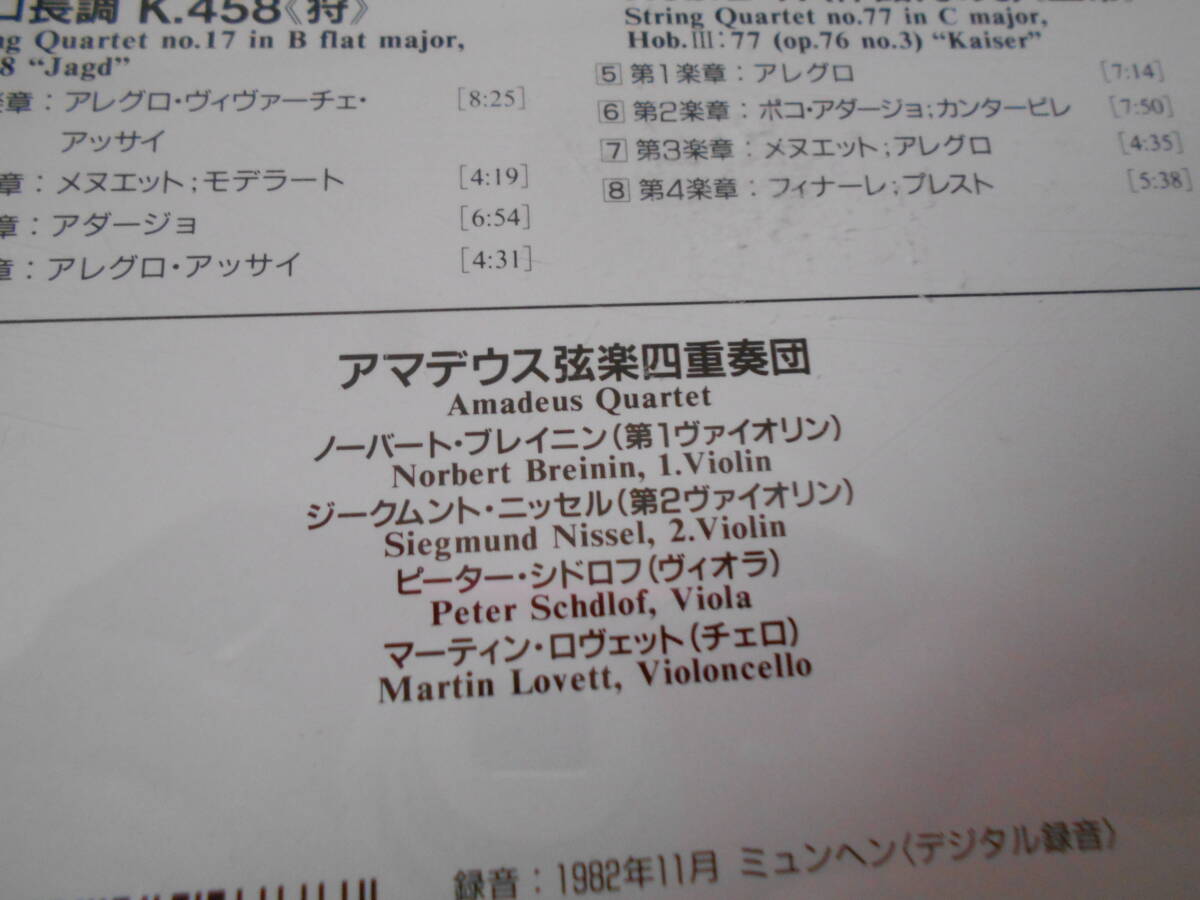 ロ長調 K.458《狩》
Quartet no.17 in B flat major,
"Jagd"
楽章：アレグロ・ヴィヴァーチェ・ [8:25]
アッサイ
章：メヌエット；モデラート [4:19]
章：アダージョ [6:54]
章：アレグロ・アッサイ [4:31]
String Quartet no.77 in C major,
Hob.III：77 (op.76 no.3) "Kaiser"
5 第1楽章：アレグロ [7:14]
6 第2楽章：ポコ・アダージョ；カンタービレ [7:50]
7 第3楽章：メヌエット；アレグロ [4:35]
8 第4楽章：フィナーレ；プレスト [5:38]
アマデウス弦楽四重奏団
Amadeus Quartet
ノーバート・ブレイニン（第1ヴァイオリン）
Norbert Breinin, 1.Violin
ジークムント・ニッセル（第2ヴァイオリン）
Siegmund Nissel, 2.Violin
ピーター・シドロフ（ヴィオラ）
Peter Schdlof, Viola
マーティン・ロヴェット（チェロ）
Martin Lovett, Violoncello
録音：1982年11月 ミュンヘン〈デジタル録音〉